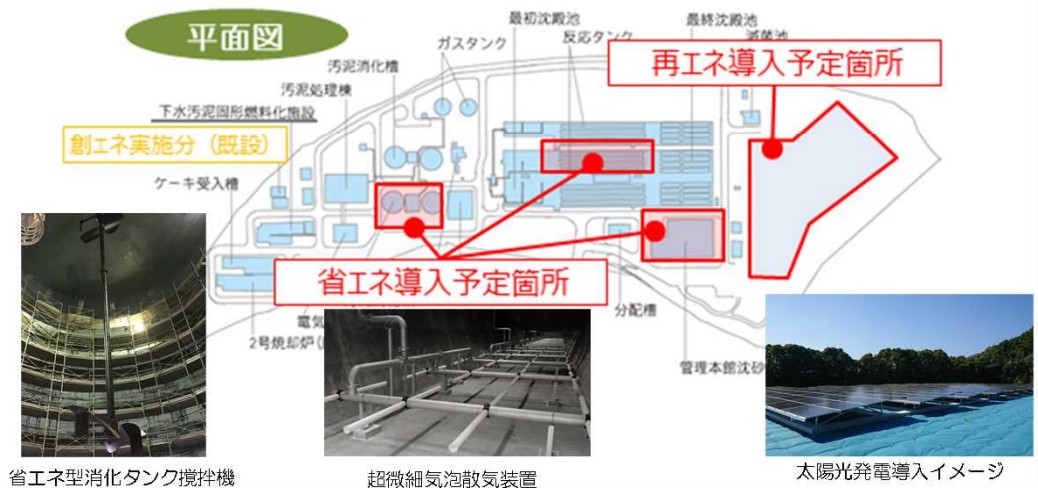 平面図
最初沈殿池
最終沈殿池
ガスタンク
反応タンク
滅菌池
汚泥消化槽
再エネ導入予定箇所
汚泥処理棟
下水汚泥固形燃料化施設
創エネ実施分（既設）
ケーキ受入槽
省エネ導入予定箇所
電気
分配槽
2号焼却炉
管理本館沈砂
省エネ型消化タンク撹拌機
超微細気泡散気装置
太陽光発電導入イメージ